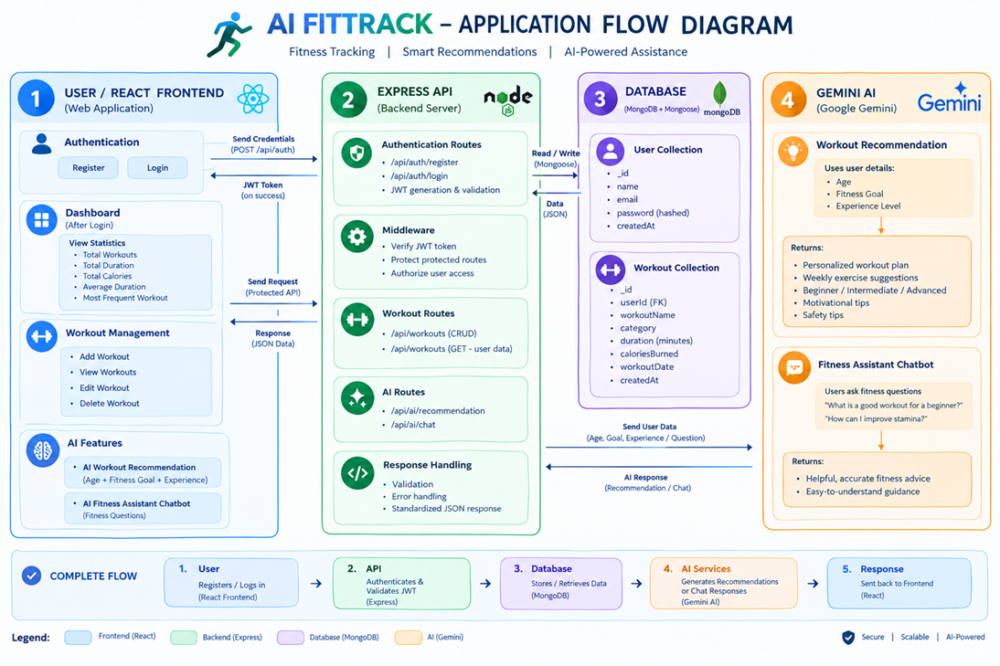 AI FITTRACK – APPLICATION FLOW DIAGRAM
Fitness Tracking | Smart Recommendations | AI-Powered Assistance
1
USER / REACT FRONTEND
(Web Application)
Authentication
Register
Login
Dashboard
(After Login)
View Statistics
• Total Workouts
• Total Duration
• Total Calories
• Average Duration
• Most Frequent Workout
Workout Management
• Add Workout
• View Workouts
• Edit Workout
• Delete Workout
AI Features
• AI Workout Recommendation
(Age + Fitness Goal + Experience)
• AI Fitness Assistant Chatbot
(Fitness Questions)
Send Credentials
(POST /api/auth)
JWT Token
(on success)
Send Request
(Protected API)
Response
(JSON Data)
2
EXPRESS API
(Backend Server)
node
JS
Authentication Routes
• /api/auth/register
• /api/auth/login
• JWT generation & validation
Middleware
• Verify JWT token
• Protect protected routes
• Authorize user access
Workout Routes
• /api/workouts (CRUD)
• /api/workouts (GET - user data)
AI Routes
• /api/ai/recommendation
• /api/ai/chat
Response Handling
• Validation
• Error handling
• Standardized JSON response
Read / Write
(Mongoose)
Data
(JSON)
3
DATABASE
(MongoDB + Mongoose)
mongoDB
User Collection
• _id
• name
• email
• password (hashed)
• createdAt
Workout Collection
• _id
• userId (FK)
• workoutName
• category
• duration (minutes)
• caloriesBurned
• workoutDate
• createdAt
Send User Data
(Age, Goal, Experience / Question)
AI Response
(Recommendation / Chat)
4
GEMINI AI
(Google Gemini)
Gemini
Workout Recommendation
Uses user details:
• Age
• Fitness Goal
• Experience Level
Returns:
• Personalized workout plan
• Weekly exercise suggestions
• Beginner / Intermediate / Advanced
• Motivational tips
• Safety tips
Fitness Assistant Chatbot
Users ask fitness questions
"What is a good workout for a beginner?"
"How can I improve stamina?"
Returns:
• Helpful, accurate fitness advice
• Easy-to-understand guidance
COMPLETE FLOW
1. User
Registers / Logs in
(React Frontend)
2. API
Authenticates &
Validates JWT
(Express)
3. Database
Stores / Retrieves Data
(MongoDB)
4. AI Services
Generates Recommendations
or Chat Responses
(Gemini AI)
5. Response
Sent back to Frontend
(React)
Legend:
Frontend (React)
Backend (Express)
Database (MongoDB)
AI (Gemini)
Secure | Scalable | AI-Powered